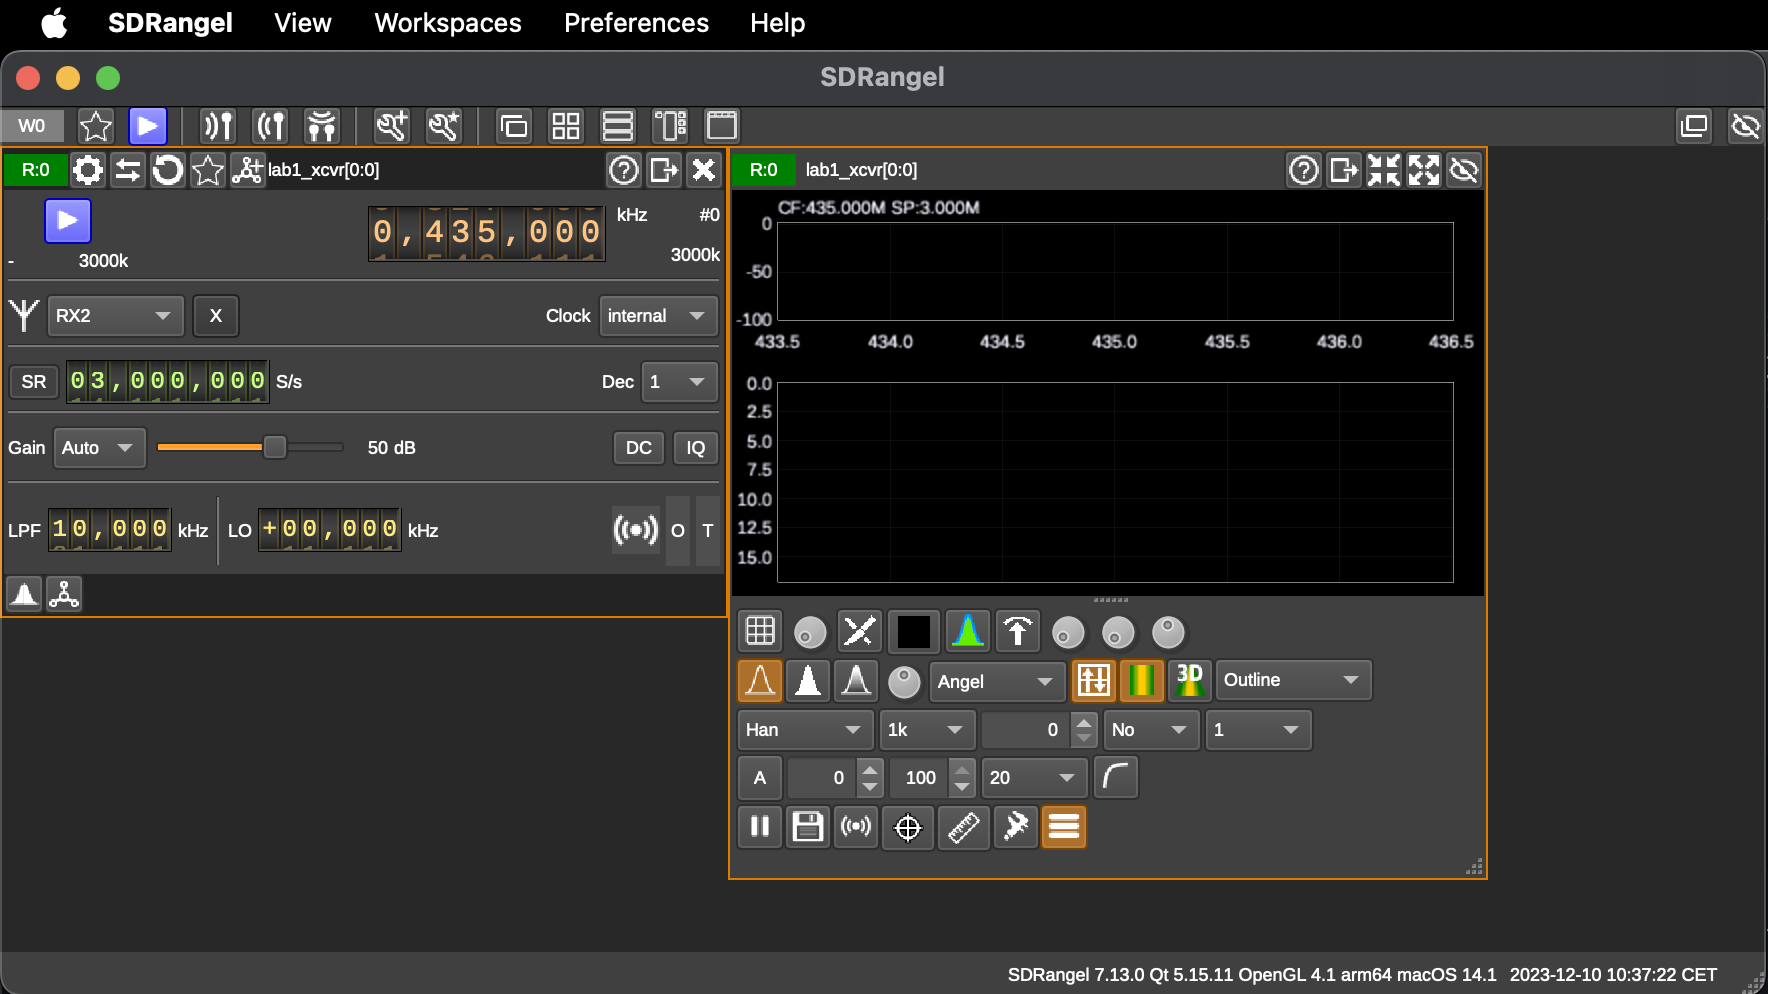 SDRangel View Workspaces Preferences Help
SDRangel
W0
R:0 lab1_xcvr[0:0]
0,435,000 kHz #0
- 3000k 3000k
RX2 X Clock internal
SR 03,000,000 S/s Dec 1
Gain Auto 50 dB DC IQ
LPF 10,000 kHz LO +00,000 kHz O T
R:0 lab1_xcvr[0:0]
CF:435.000M SP:3.000M
0
-50
-100
433.5 434.0 434.5 435.0 435.5 436.0 436.5
0.0
2.5
5.0
7.5
10.0
12.5
15.0
Angel 3D Outline
Han 1k 0 No 1
A 0 100 20
SDRangel 7.13.0 Qt 5.15.11 OpenGL 4.1 arm64 macOS 14.1 2023-12-10 10:37:22 CET